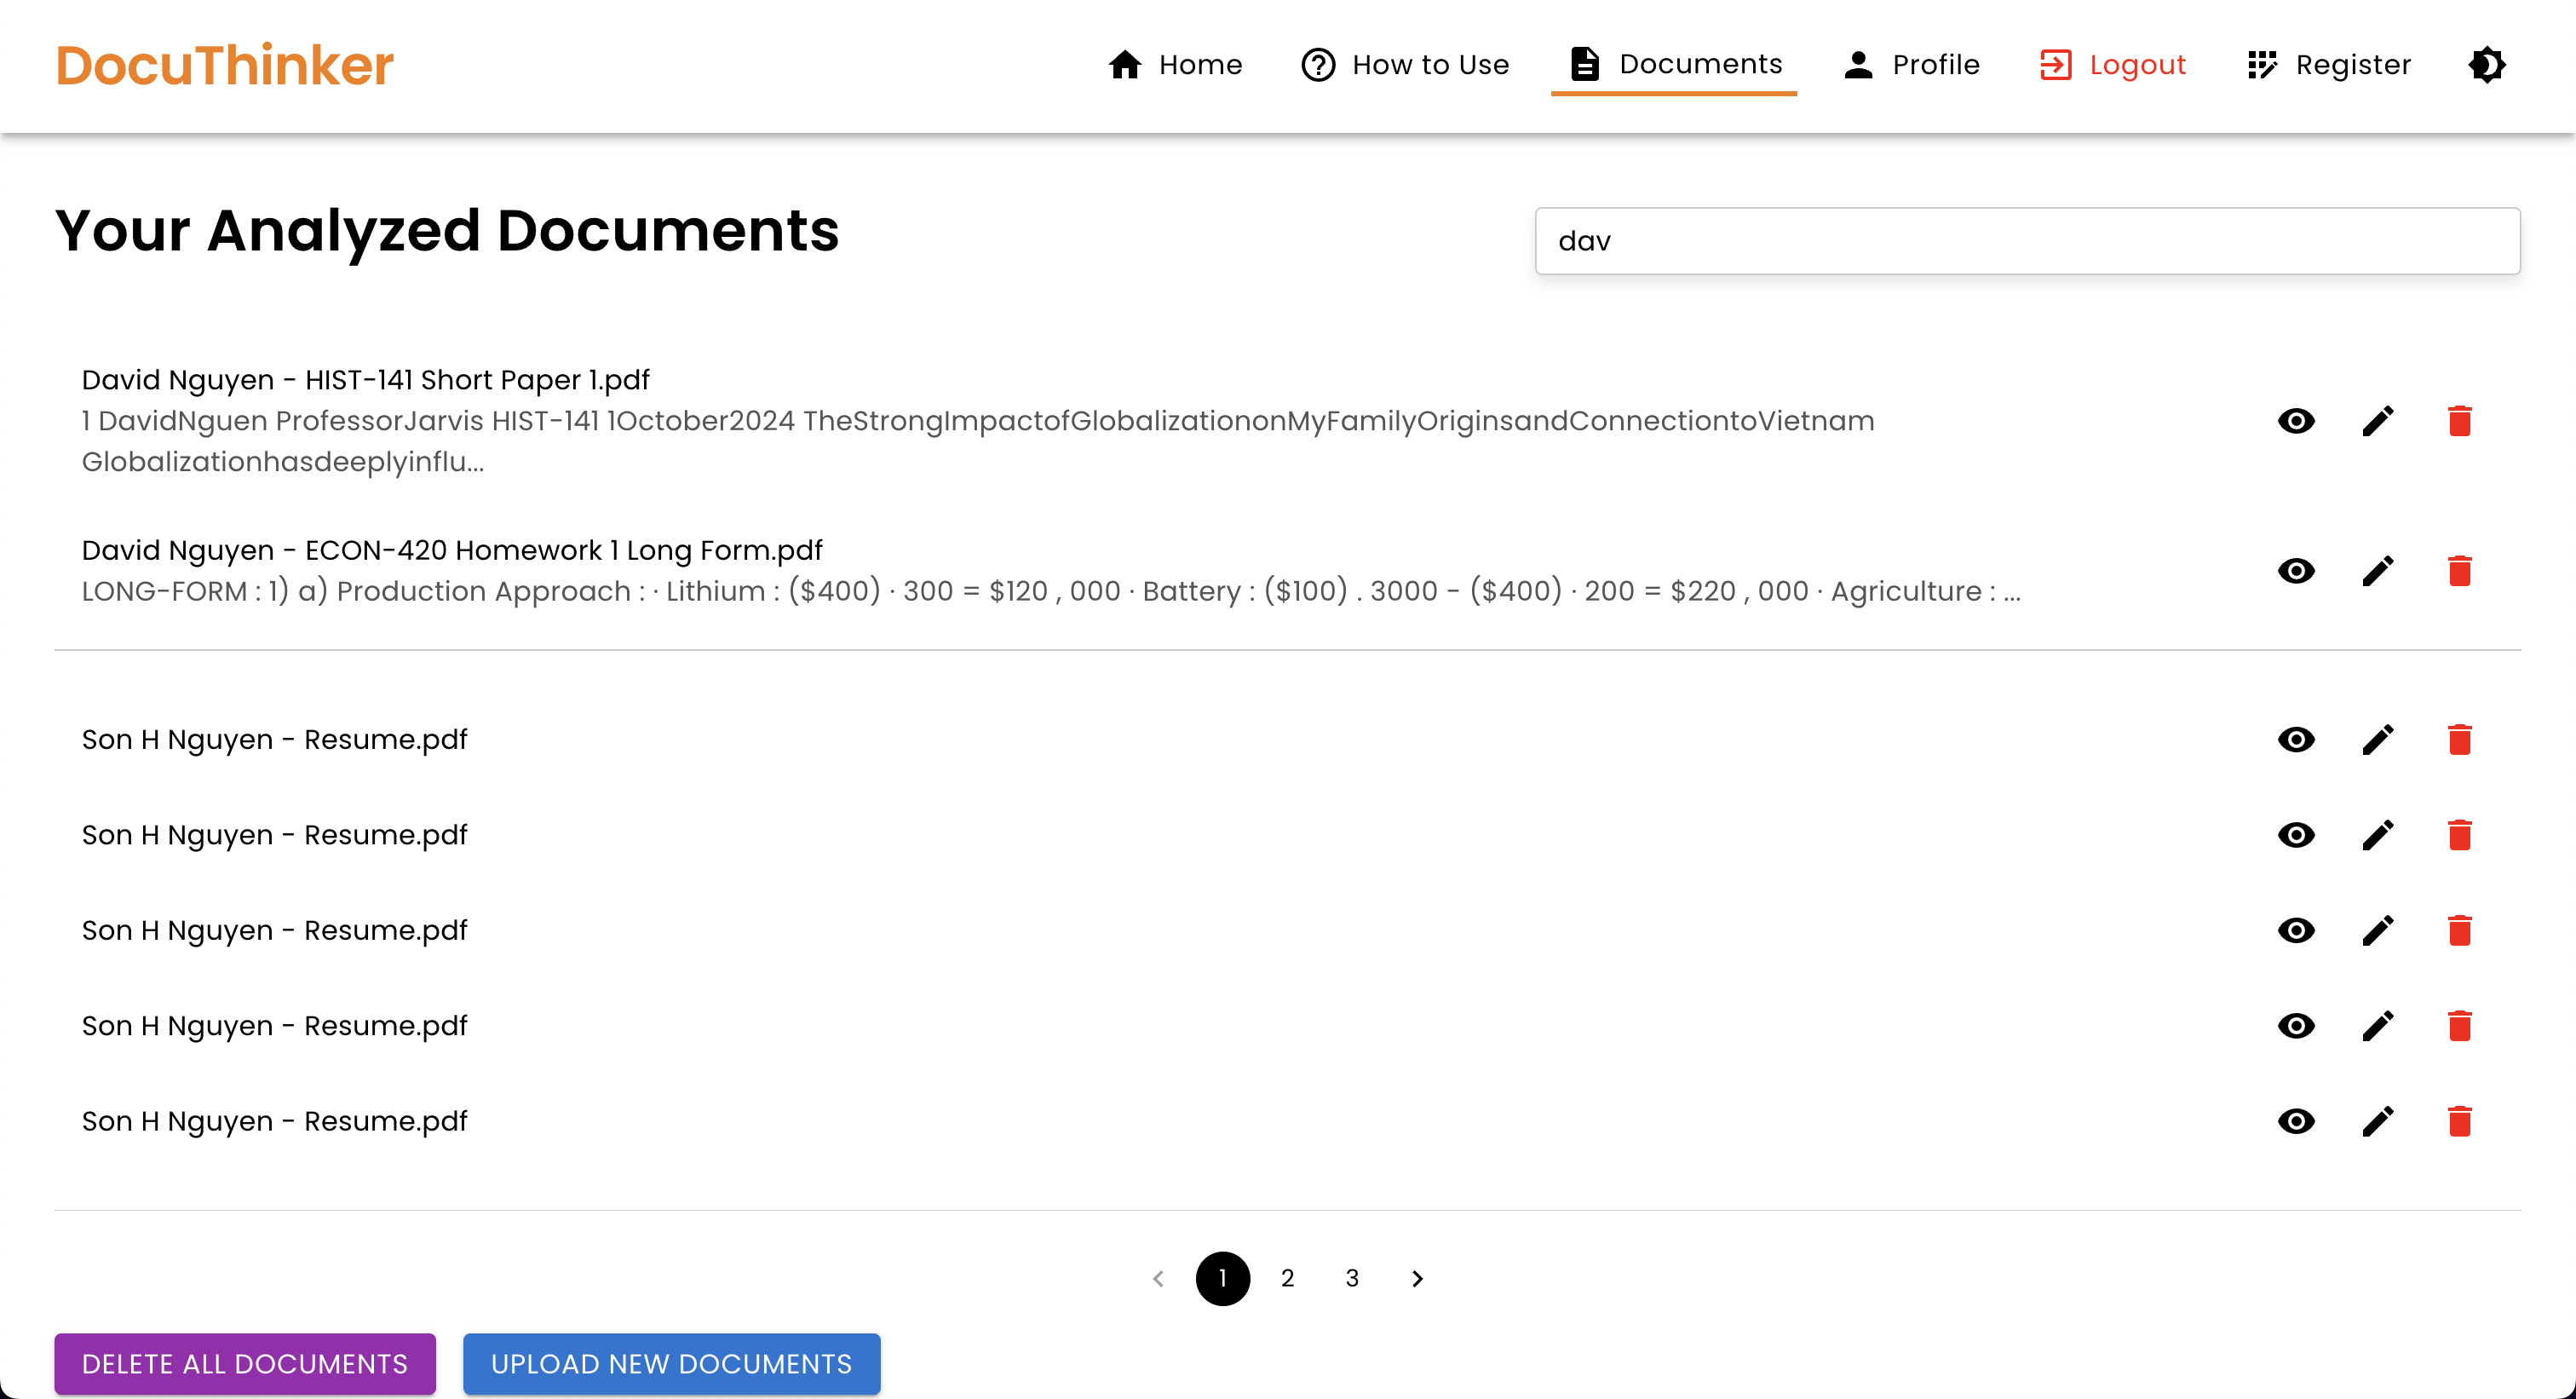 DocuThinker
Home
How to Use
Documents
Profile
Logout
Register
Your Analyzed Documents
dav
David Nguyen - HIST-141 Short Paper 1.pdf
1 DavidNguen ProfessorJarvis HIST-141 1October2024 TheStrongImpactofGlobalizationonMyFamilyOriginsandConnectiontoVietnam
Globalizationhasdeeplyinflu...
David Nguyen - ECON-420 Homework 1 Long Form.pdf
LONG-FORM : 1) a) Production Approach : · Lithium : ($400) · 300 = $120 , 000 · Battery : ($100) . 3000 - ($400) · 200 = $220 , 000 · Agriculture : ...
Son H Nguyen - Resume.pdf
Son H Nguyen - Resume.pdf
Son H Nguyen - Resume.pdf
Son H Nguyen - Resume.pdf
Son H Nguyen - Resume.pdf
1 2 3
DELETE ALL DOCUMENTS
UPLOAD NEW DOCUMENTS